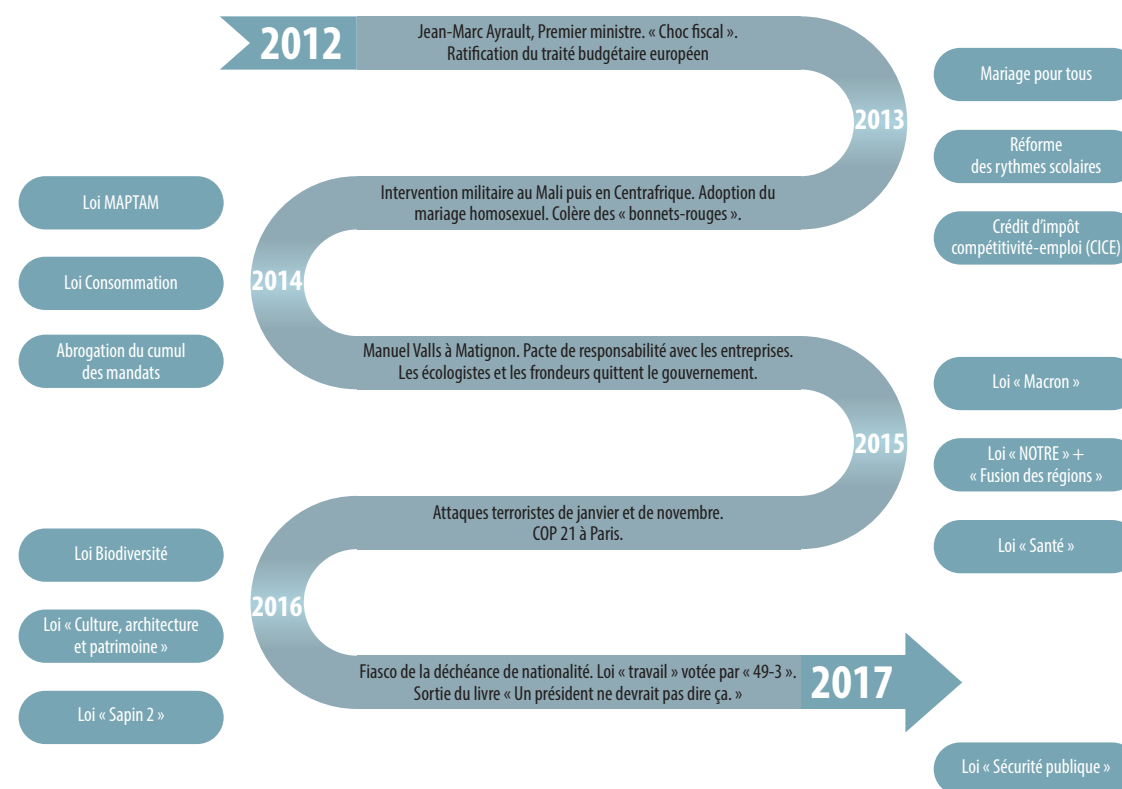 2012
Jean-Marc Ayrault, Premier ministre. « Choc fiscal ».
Ratification du traité budgétaire européen
2013
Mariage pour tous
Réforme
des rythmes scolaires
Crédit d'impôt
compétitivité-emploi (CICE)
Intervention militaire au Mali puis en Centrafrique. Adoption du
mariage homosexuel. Colère des « bonnets-rouges ».
2014
Loi MAPTAM
Loi Consommation
Abrogation du cumul
des mandats
Manuel Valls à Matignon. Pacte de responsabilité avec les entreprises.
Les écologistes et les frondeurs quittent le gouvernement.
2015
Loi « Macron »
Loi « NOTRE » +
« Fusion des régions »
Loi « Santé »
Attaques terroristes de janvier et de novembre.
COP 21 à Paris.
2016
Loi Biodiversité
Loi « Culture, architecture
et patrimoine »
Loi « Sapin 2 »
Fiasco de la déchéance de nationalité. Loi « travail » votée par « 49-3 ».
Sortie du livre « Un président ne devrait pas dire ça. »
2017
Loi « Sécurité publique »